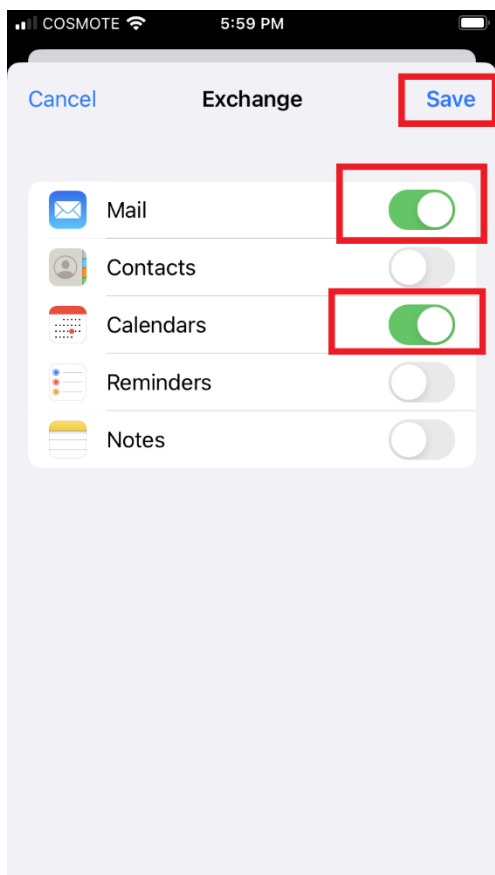 COSMOTE 5:59 PM
Cancel Exchange Save
Mail
Contacts
Calendars
Reminders
Notes